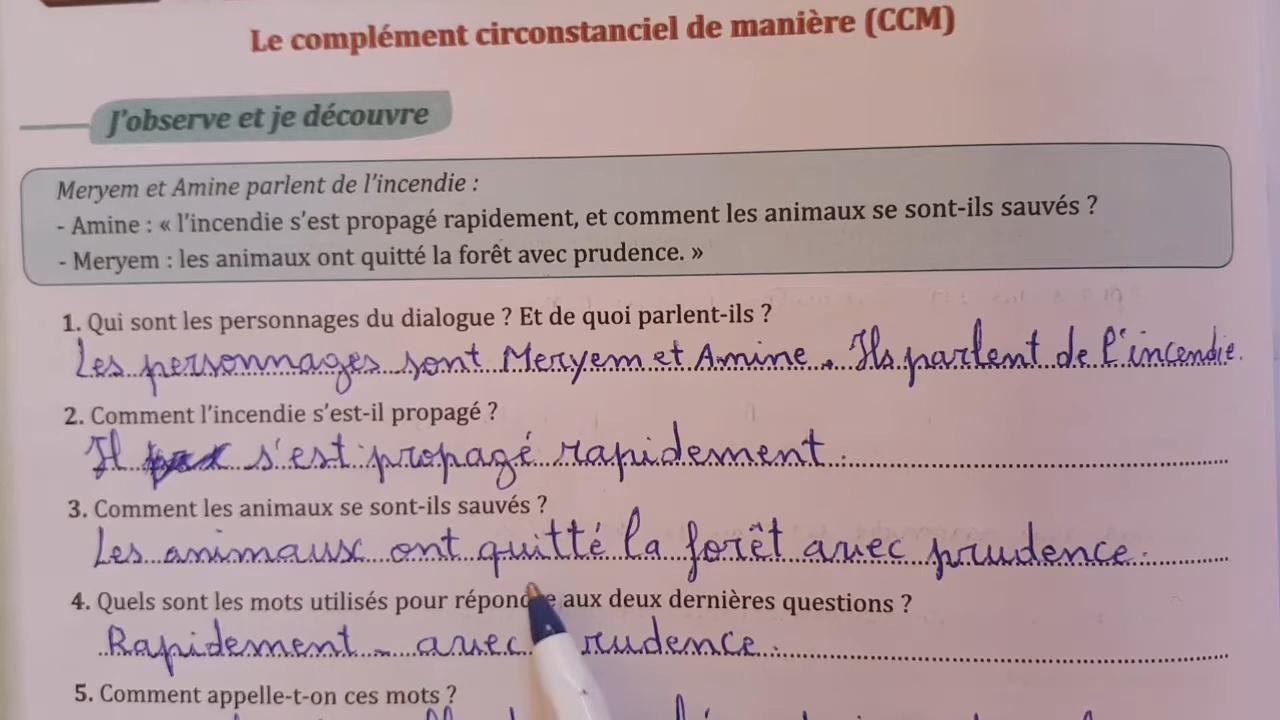 Le complément circonstanciel de manière (CCM)
J'observe et je découvre
Meryem et Amine parlent de l'incendie :
- Amine : « l'incendie s'est propagé rapidement, et comment les animaux se sont-ils sauvés ?
- Meryem : les animaux ont quitté la forêt avec prudence. »
1. Qui sont les personnages du dialogue ? Et de quoi parlent-ils ?
Les personnages sont Meryem et Amine. Ils parlent de l'incendie.
2. Comment l'incendie s'est-il propagé ?
Il s'est propagé rapidement.
3. Comment les animaux se sont-ils sauvés ?
Les animaux ont quitté la forêt avec prudence.
4. Quels sont les mots utilisés pour répondre aux deux dernières questions ?
Rapidement - avec prudence.
5. Comment appelle-t-on ces mots ?